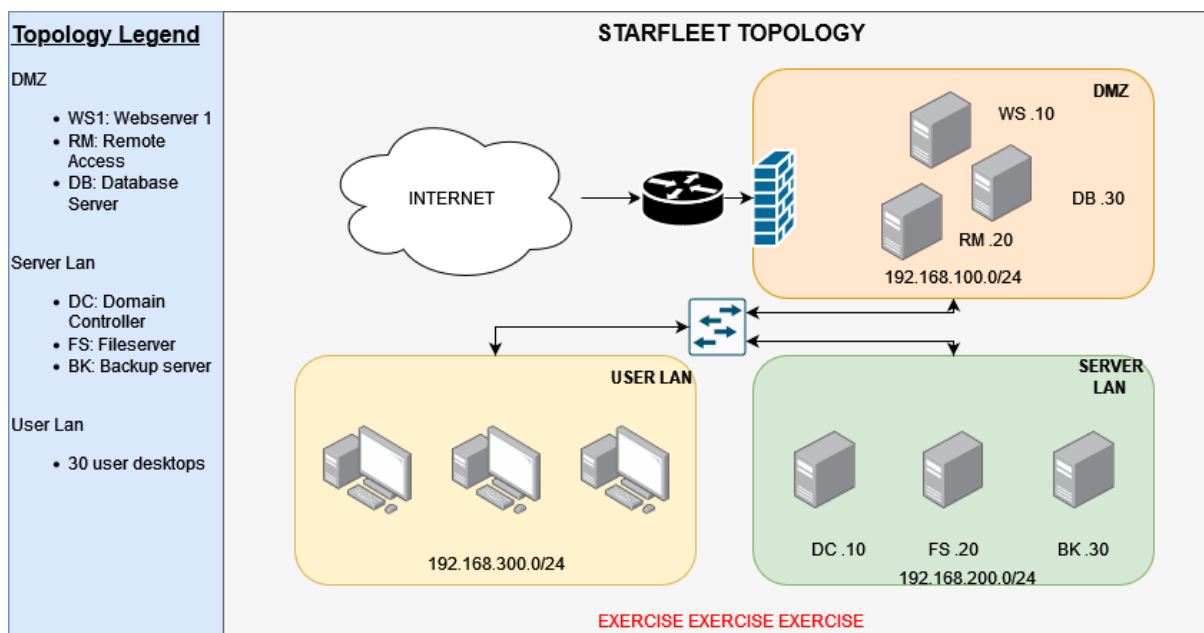 Topology Legend
DMZ
WS1: Webserver 1
RM: Remote
Access
DB: Database
Server
Server Lan
DC: Domain
Controller
FS: Fileserver
BK: Backup server
User Lan
30 user desktops
STARFLEET TOPOLOGY
INTERNET
DMZ
WS .10
DB .30
RM .20
192.168.100.0/24
USER LAN
192.168.300.0/24
SERVER
LAN
DC .10
FS .20
BK .30
192.168.200.0/24
EXERCISE EXERCISE EXERCISE